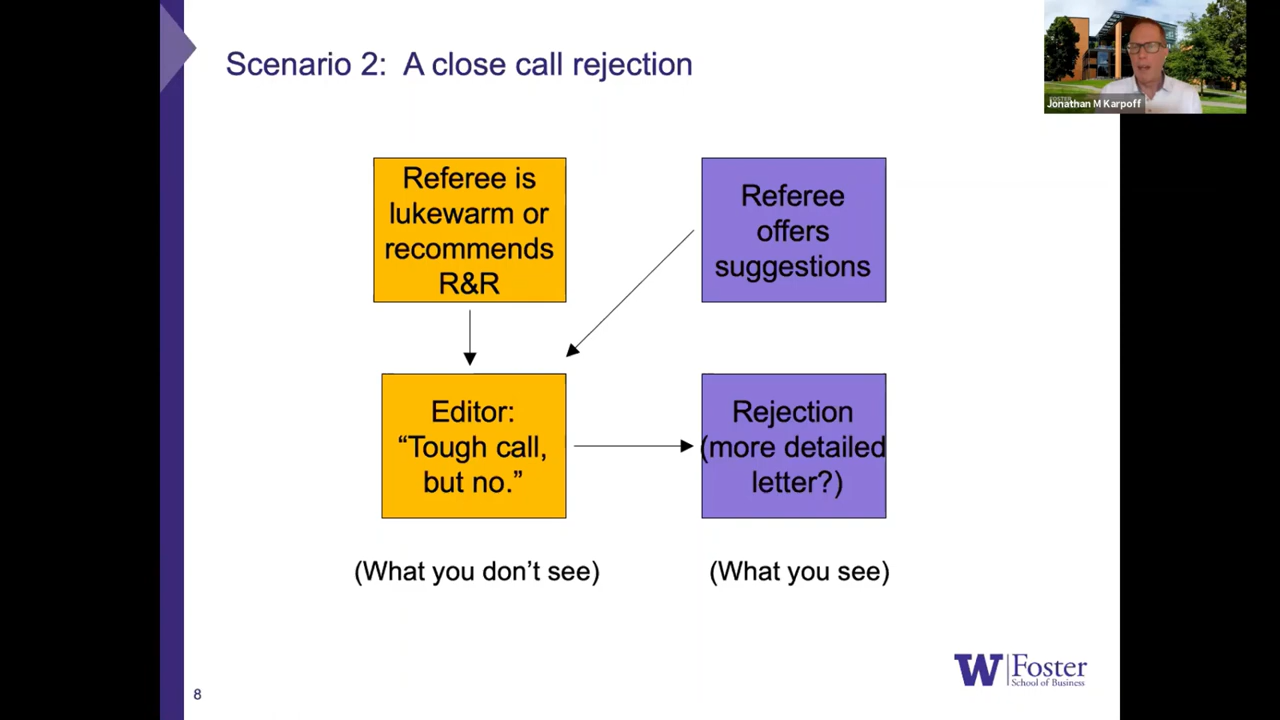 Scenario 2:  A close call rejection
Jonathan M Karpoff
Referee is
lukewarm or
recommends
R&R
Referee
offers
suggestions
Editor:
“Tough call,
but no.”
Rejection
(more detailed
letter?)
(What you don’t see)
(What you see)
W Foster
School of Business
8